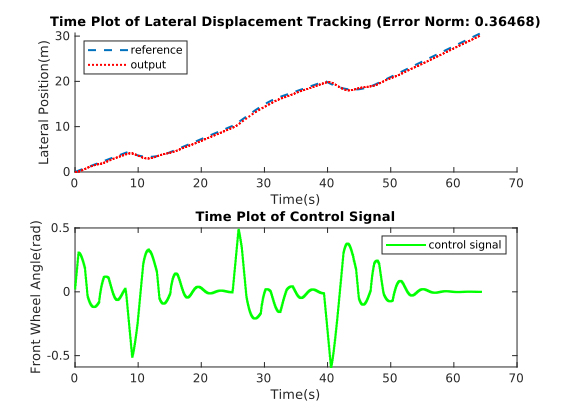 Time Plot of Lateral Displacement Tracking (Error Norm: 0.36468)
30
20
10
0
Lateral Position(m)
reference
output
0 10 20 30 40 50 60 70
Time(s)
Time Plot of Control Signal
0.5
0
-0.5
Front Wheel Angle(rad)
control signal
0 10 20 30 40 50 60 70
Time(s)